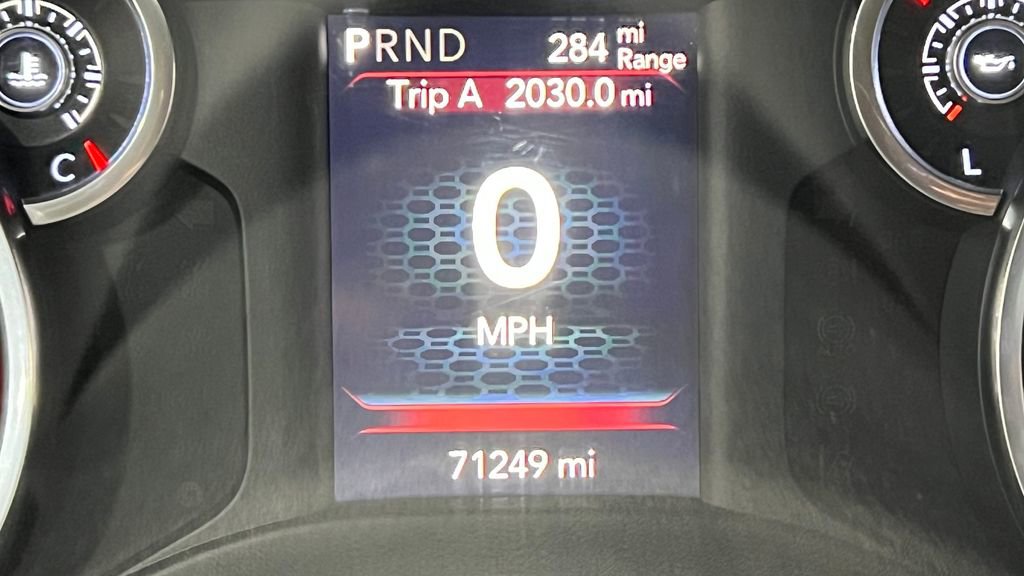 PRND
284 mi Range
Trip A 2030.0 mi
C
L
0
MPH
71249 mi